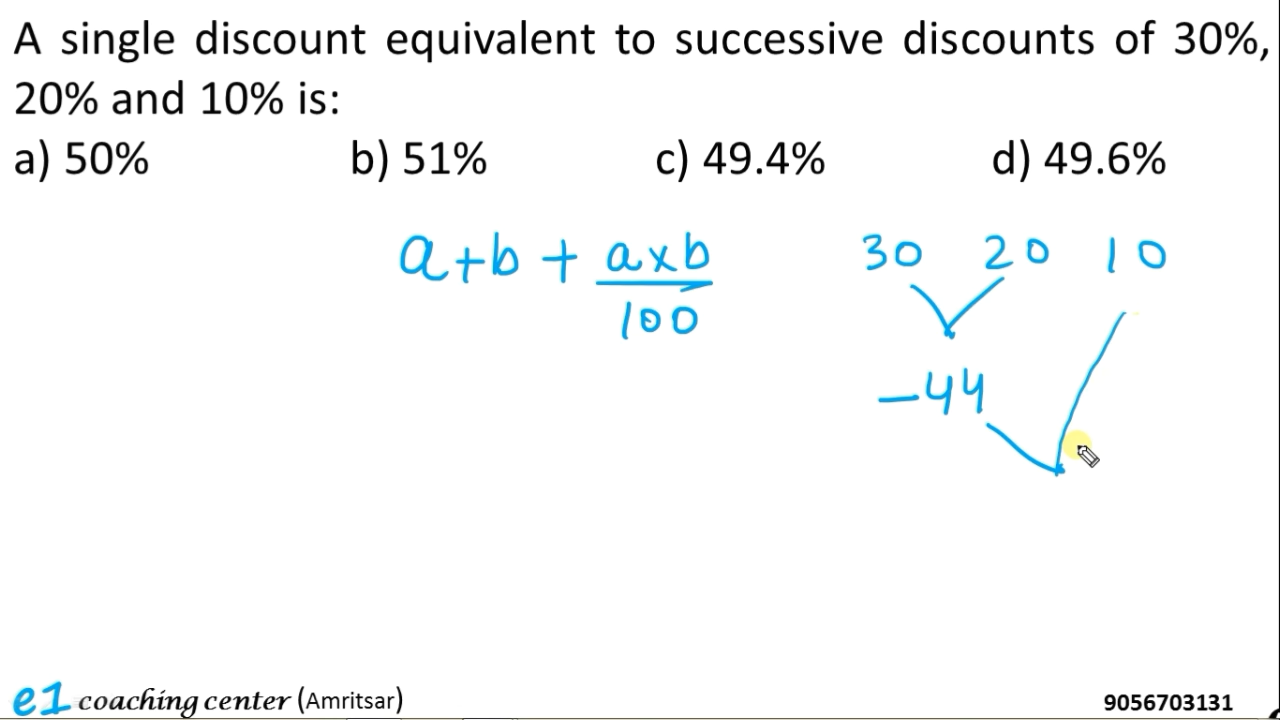 A single discount equivalent to successive discounts of 30%,
20% and 10% is:
a) 50% b) 51% c) 49.4% d) 49.6%
a+b + a×b 30 20 10
100
-44
e1 coaching center (Amritsar) 9056703131